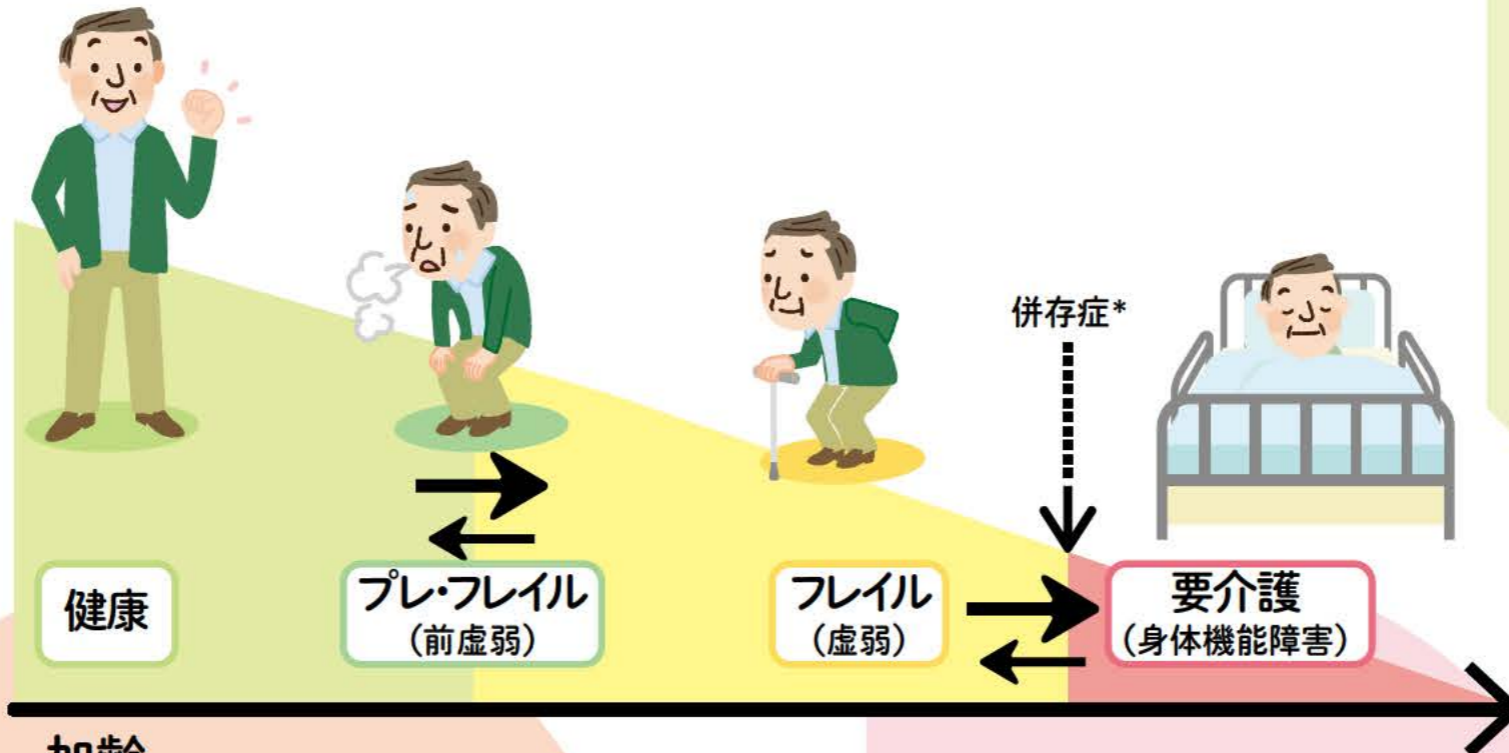 併存症*
健康
プレ・フレイル
(前虚弱)
フレイル
(虚弱)
要介護
(身体機能障害)
加齢